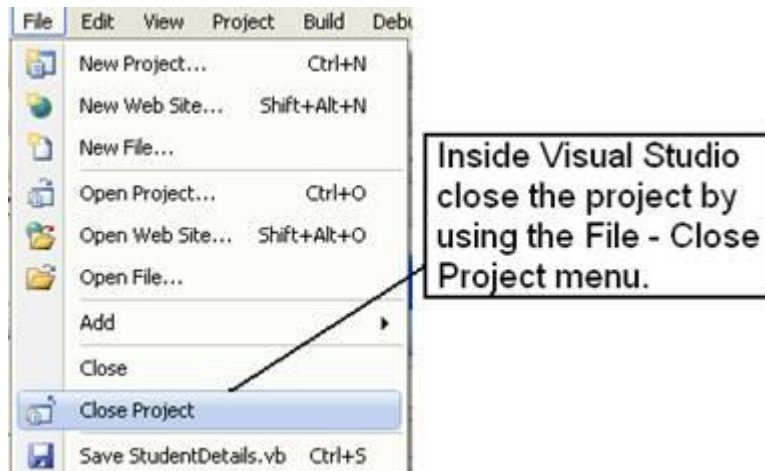 File Edit View Project Build Debu
New Project... Ctrl+N
New Web Site... Shift+Alt+N
New File...
Open Project... Ctrl+O
Open Web Site... Shift+Alt+O
Open File...
Add
Close
Close Project
Save StudentDetails.vb Ctrl+S
Inside Visual Studio
close the project by
using the File - Close
Project menu.